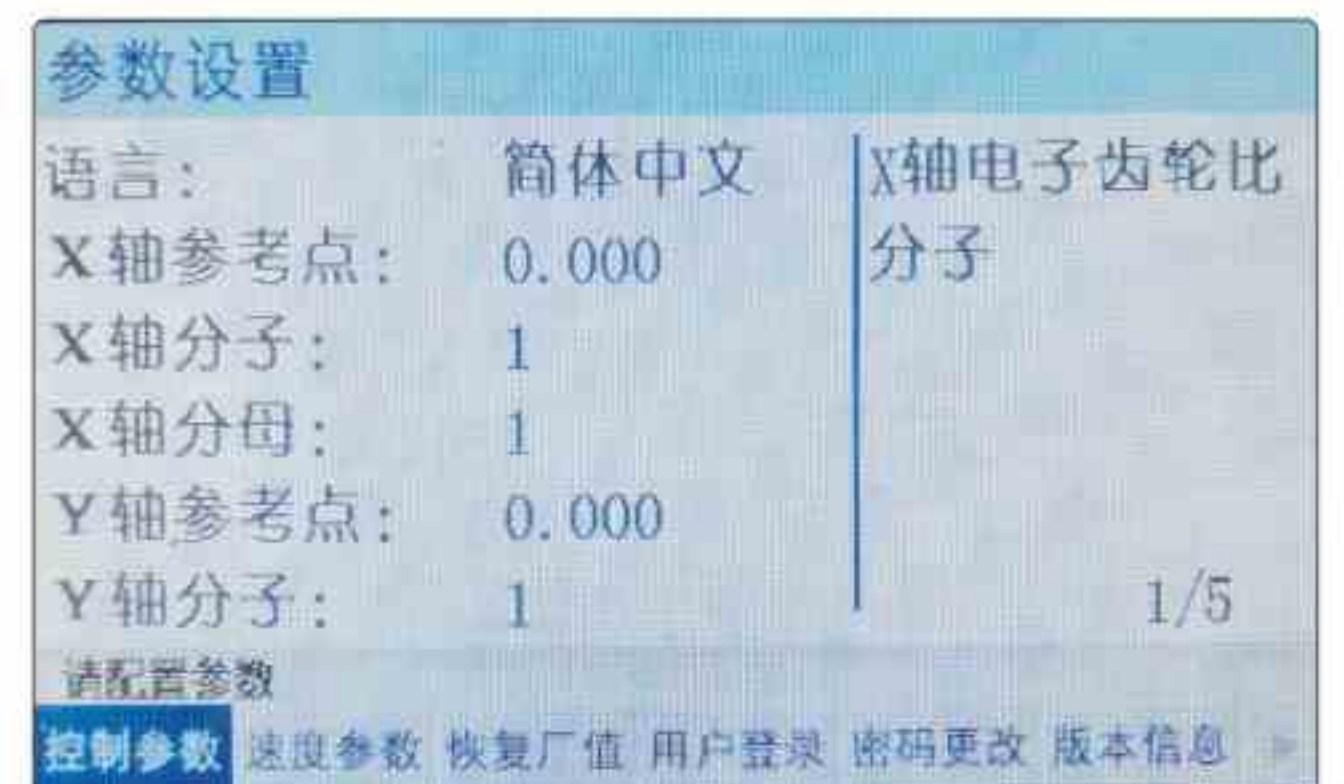 参数设置
语言: 简体中文
X轴参考点: 0.000
X轴分子: 1
X轴分母: 1
Y轴参考点: 0.000
Y轴分子: 1
X轴电子齿轮比
分子
1/5
请配置参数
控制参数 速度参数 恢复厂值 用户登录 密码更改 版本信息